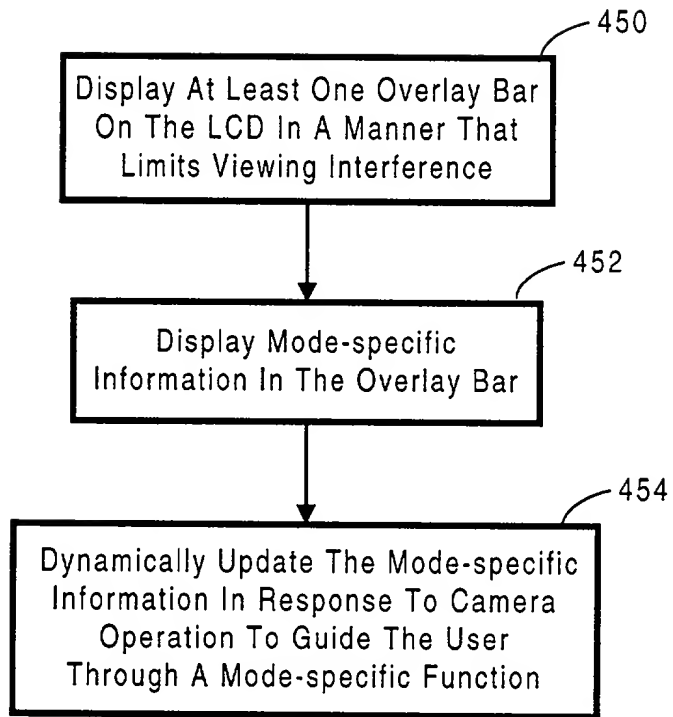 450
Display At Least One Overlay Bar
On The LCD In A Manner That
Limits Viewing Interference
452
Display Mode-specific
Information In The Overlay Bar
454
Dynamically Update The Mode-specific
Information In Response To Camera
Operation To Guide The User
Through A Mode-specific Function